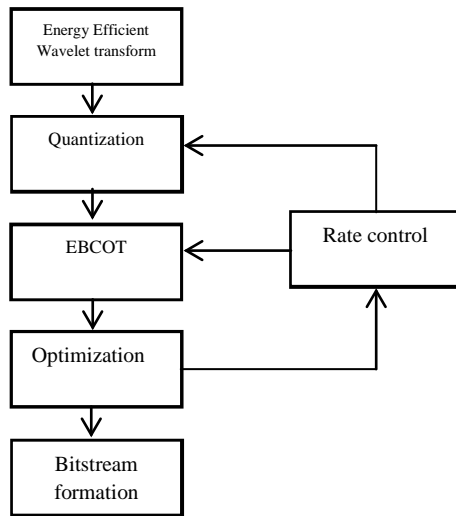 Energy Efficient
Wavelet transform
Quantization
EBCOT
Rate control
Optimization
Bitstream
formation